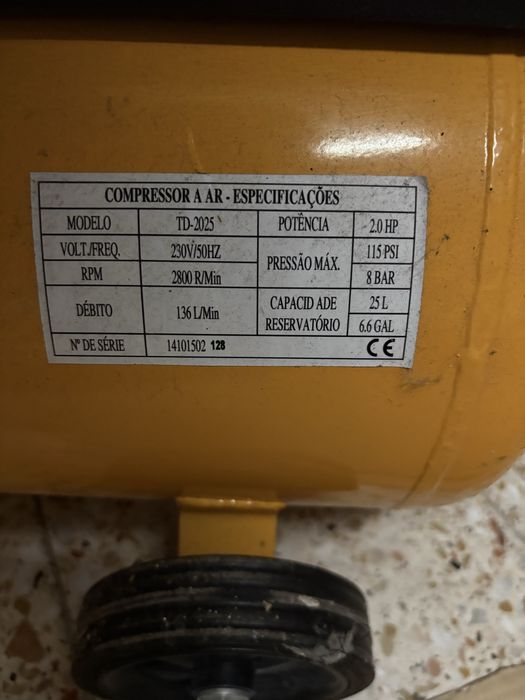 COMPRESSOR A AR - ESPECIFICAÇÕES
MODELO TD-2025 POTÊNCIA 2.0 HP
VOLT./FREQ. 230V/50HZ PRESSÃO MÁX. 115 PSI
RPM 2800 R/Min 8 BAR
DÉBITO 136 L/Min CAPACID ADE RESERVATÓRIO 25 L
6.6 GAL
Nº DE SÉRIE 14101502 128 CE